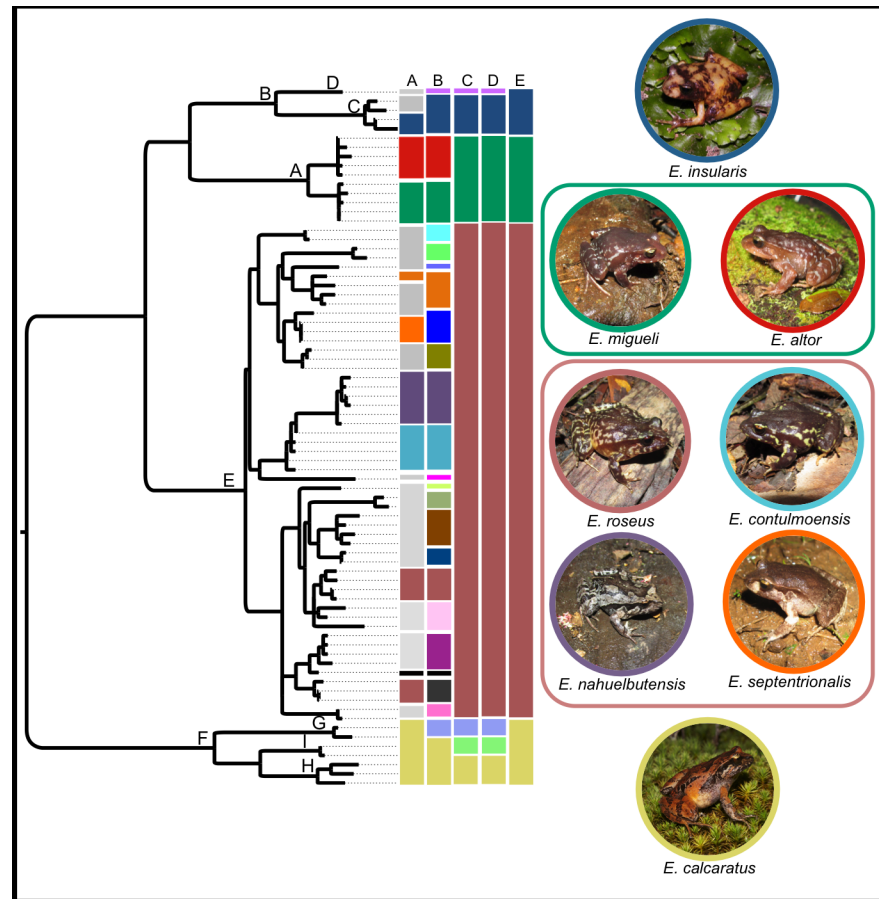 A B C D E
B
D
C
A
E
G
F
I
H
E. insularis
E. migueli
E. altor
E. roseus
E. contulmoensis
E. nahuelbutensis
E. septentrionalis
E. calcaratus